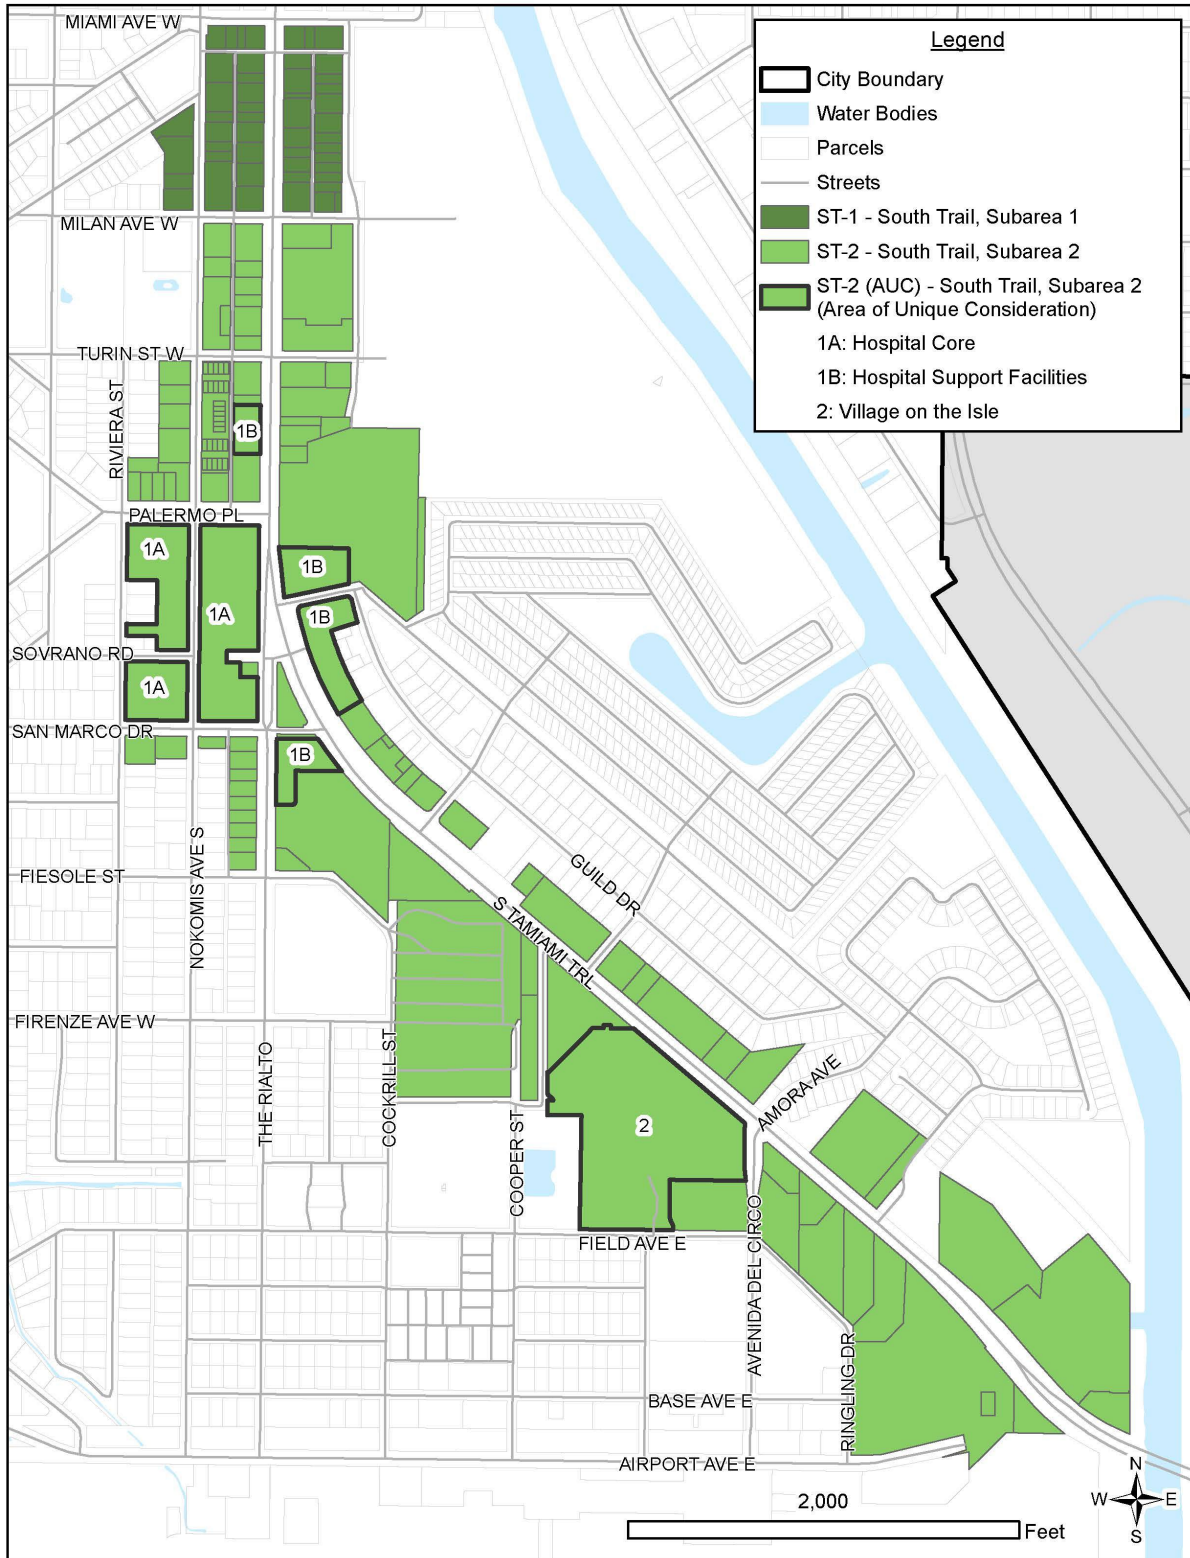 MIAMI AVE W
Legend
City Boundary
Water Bodies
Parcels
Streets
ST-1 - South Trail, Subarea 1
ST-2 - South Trail, Subarea 2
ST-2 (AUC) - South Trail, Subarea 2
(Area of Unique Consideration)
1A: Hospital Core
1B: Hospital Support Facilities
2: Village on the Isle
MILAN AVE W
TURIN ST W
RIVIERA ST
1B
PALERMO PL
1A
1B
1A
1B
SOVRANO RD
1A
SAN MARCO DR
1B
NOKOMIS AVE S
FIESOLE ST
GUILD DR
S TAMIAMI TRL
FIRENZE AVE W
THE RIALTO
COCKRILL ST
COOPER ST
2
AMORA AVE
FIELD AVE E
AVENIDA DEL CIRCO
RINGLING DR
BASE AVE E
AIRPORT AVE E
2,000
Feet
N
W
E
S